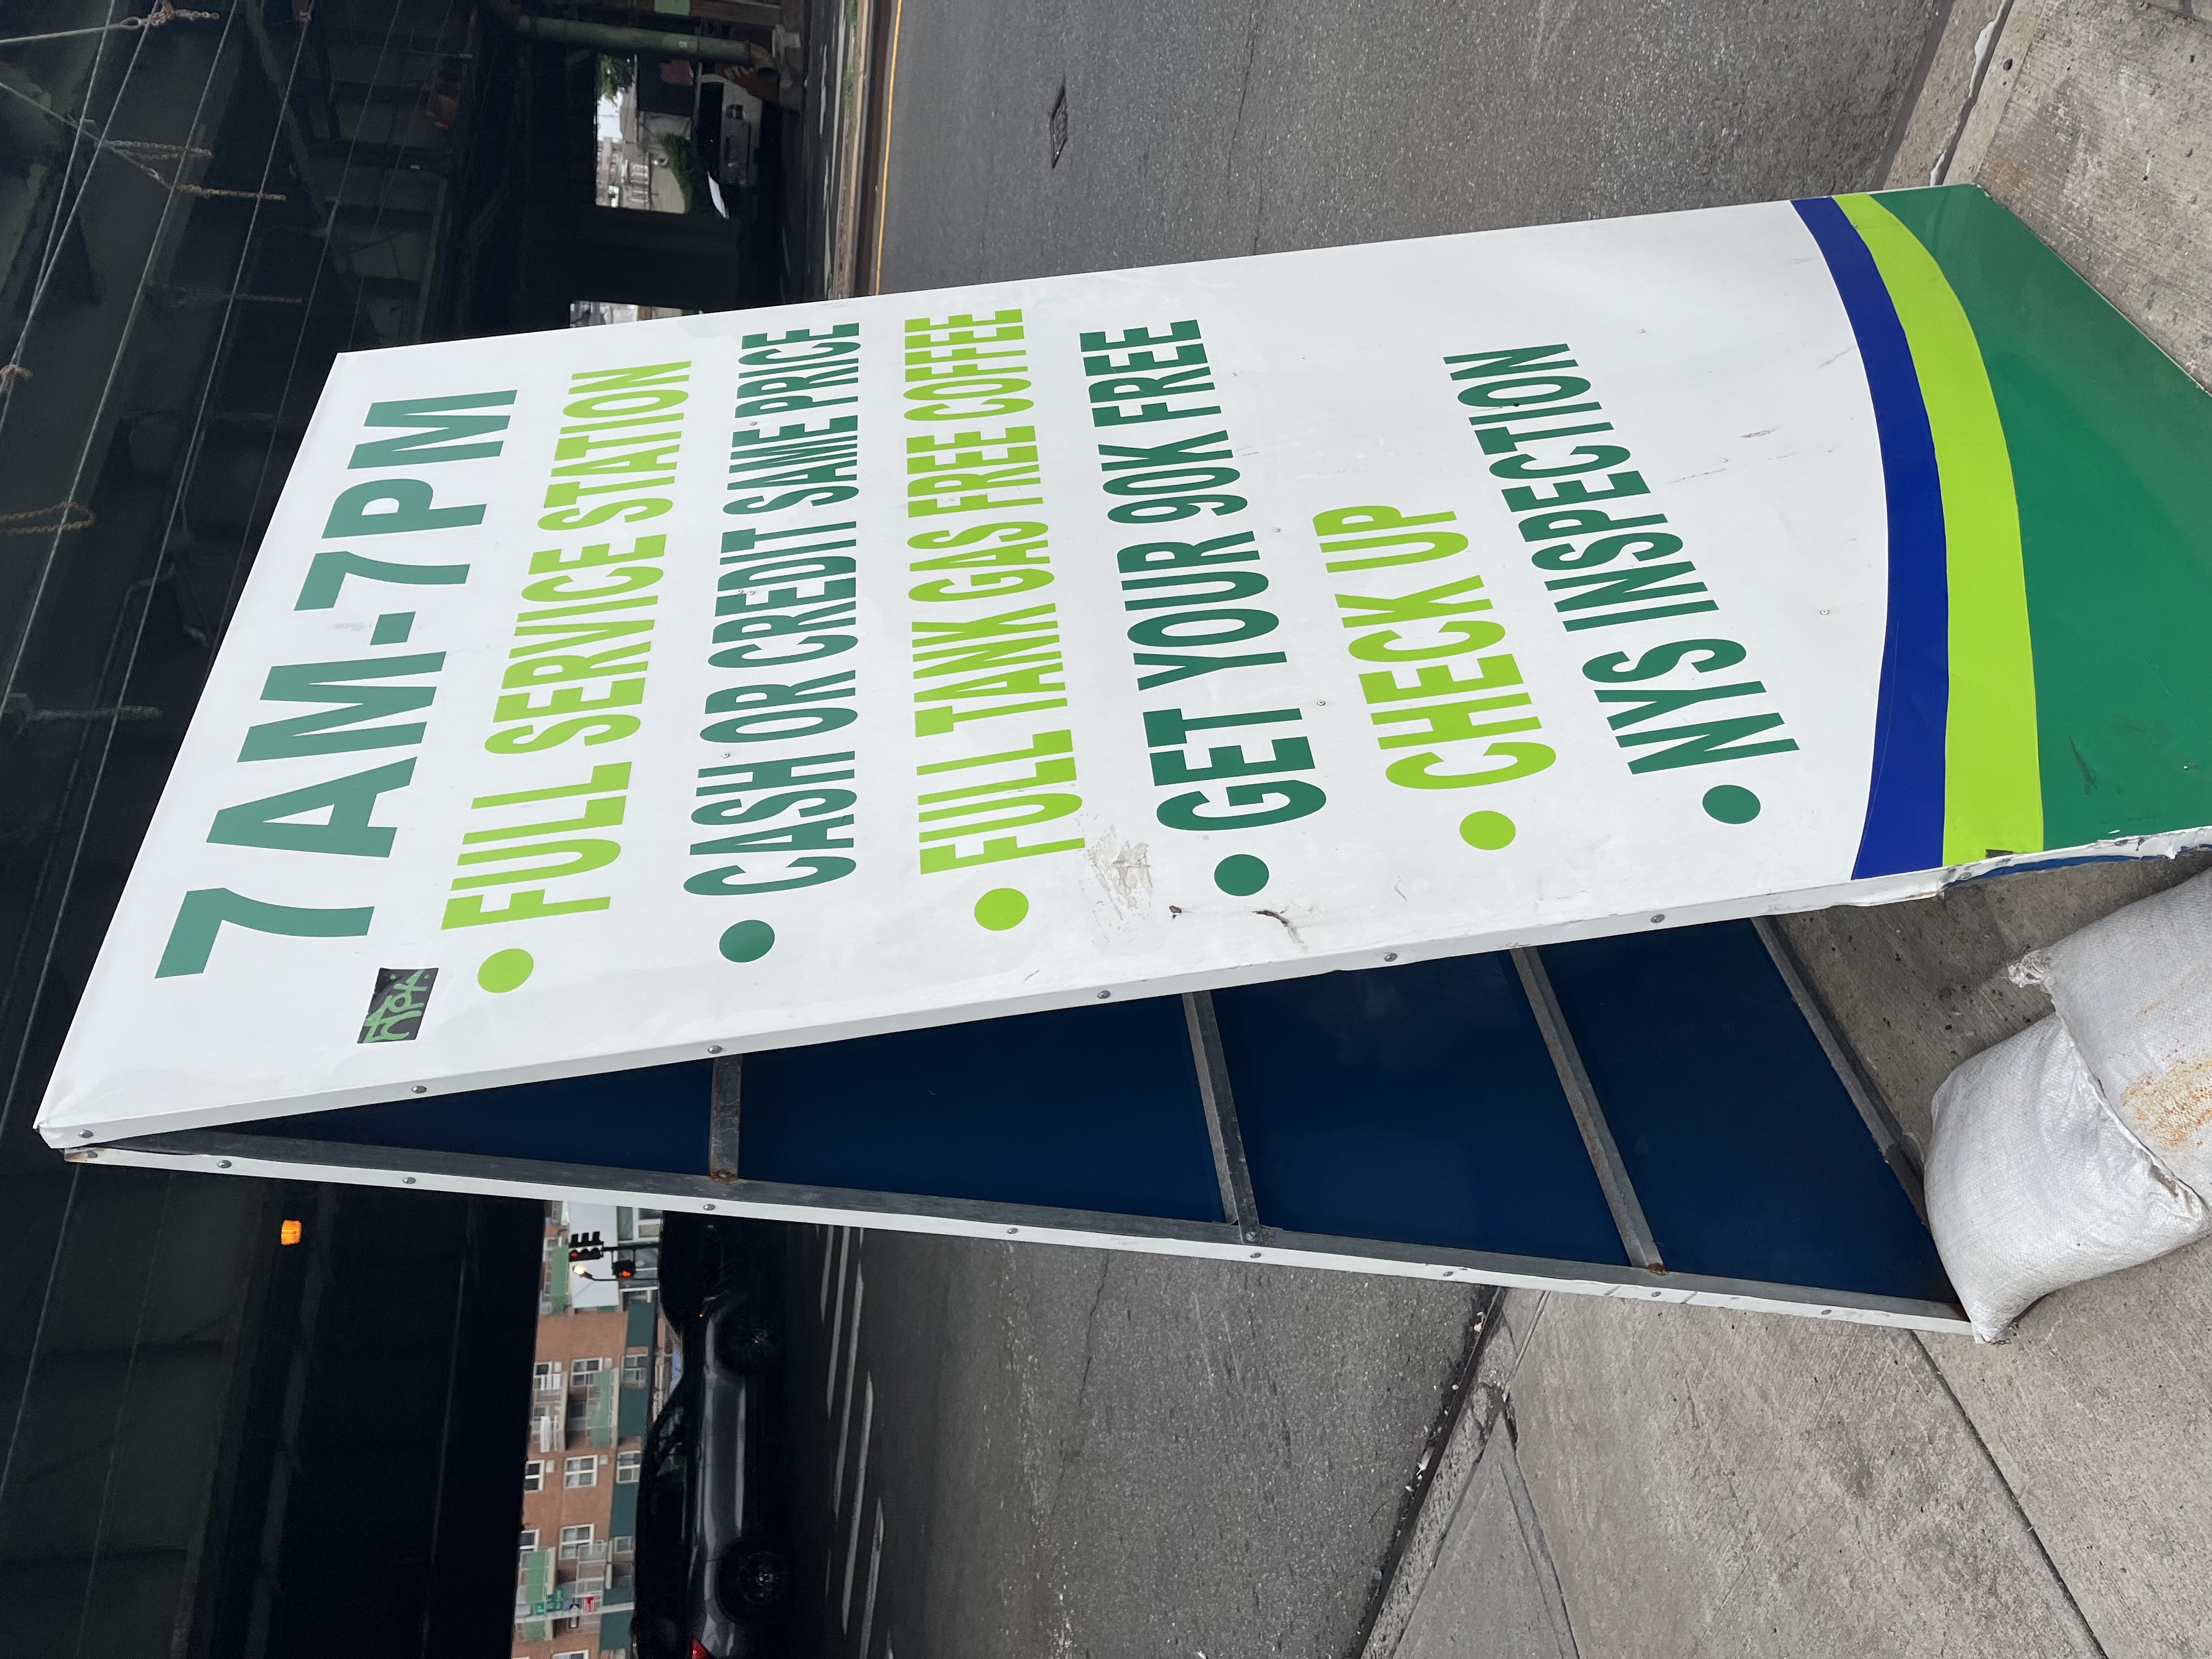 7AM-7PM
• FULL SERVICE STATION
• CASH OR CREDIT SAME PRICE
• FULL TANK GAS FREE COFFEE
• GET YOUR 90K FREE
• CHECK UP
• NYS INSPECTION